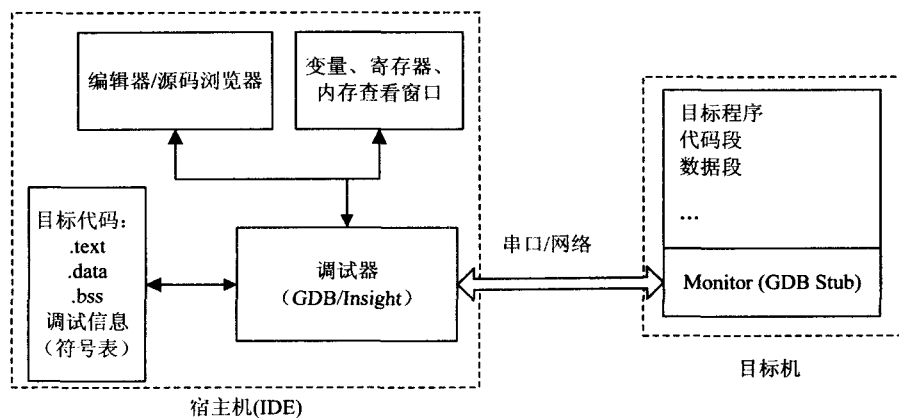 编辑器/源码浏览器
变量、寄存器、
内存查看窗口
目标代码：
.text
.data
.bss
调试信息
（符号表）
调试器
（GDB/Insight）
串口/网络
目标程序
代码段
数据段
...
Monitor (GDB Stub)
目标机
宿主机(IDE)